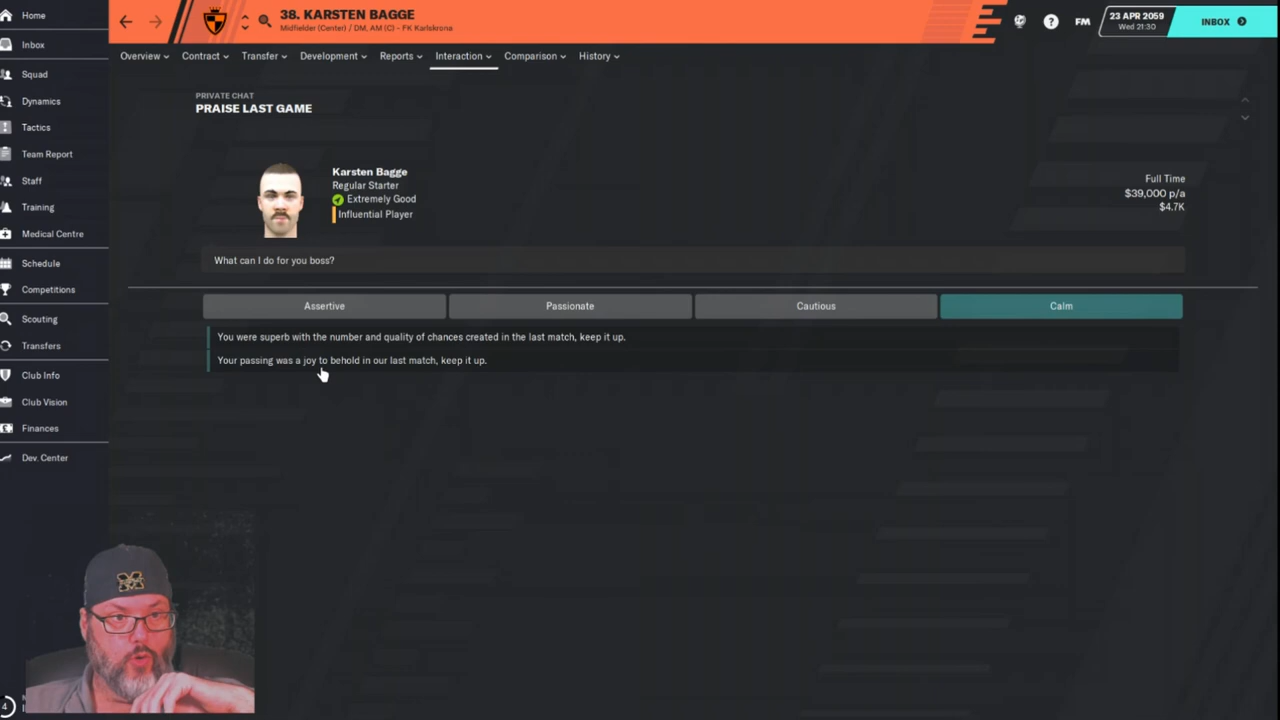 38. KARSTEN BAGGE
Midfielder (Center) / DM, AM (C) - FK Karlskrona
FM
23 APR 2059
Wed 21:30
INBOX
Home
Inbox
Squad
Dynamics
Tactics
Team Report
Staff
Training
Medical Centre
Schedule
Competitions
Scouting
Transfers
Club Info
Club Vision
Finances
Dev. Center
4
Overview
Contract
Transfer
Development
Reports
Interaction
Comparison
History
PRIVATE CHAT
PRAISE LAST GAME
Karsten Bagge
Regular Starter
Extremely Good
Influential Player
Full Time
$39,000 p/a
$4.7K
What can I do for you boss?
Assertive
Passionate
Cautious
Calm
You were superb with the number and quality of chances created in the last match, keep it up.
Your passing was a joy to behold in our last match, keep it up.
M